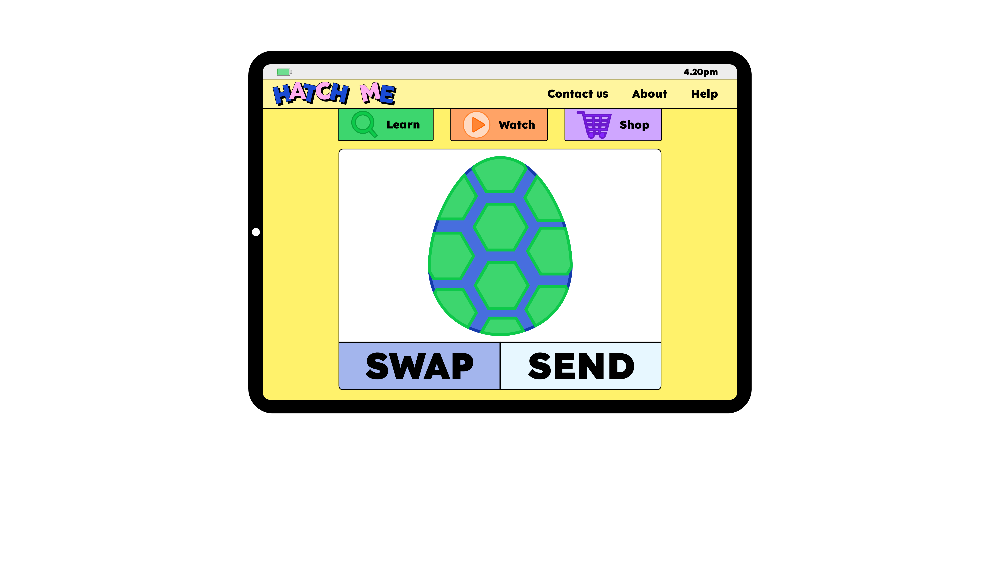 4.20pm
HATCH ME
Contact us About Help
Learn Watch Shop
SWAP SEND